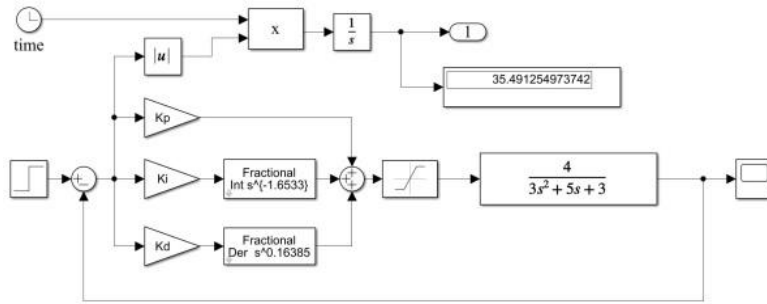 time
|u|
x
1
s
1
35.491254973742
Kp
Ki
Fractional
Int s^{-1.6533}
Kd
Fractional
Der s^0.16385
+
−
+
+
+
4
3s²+5s+3